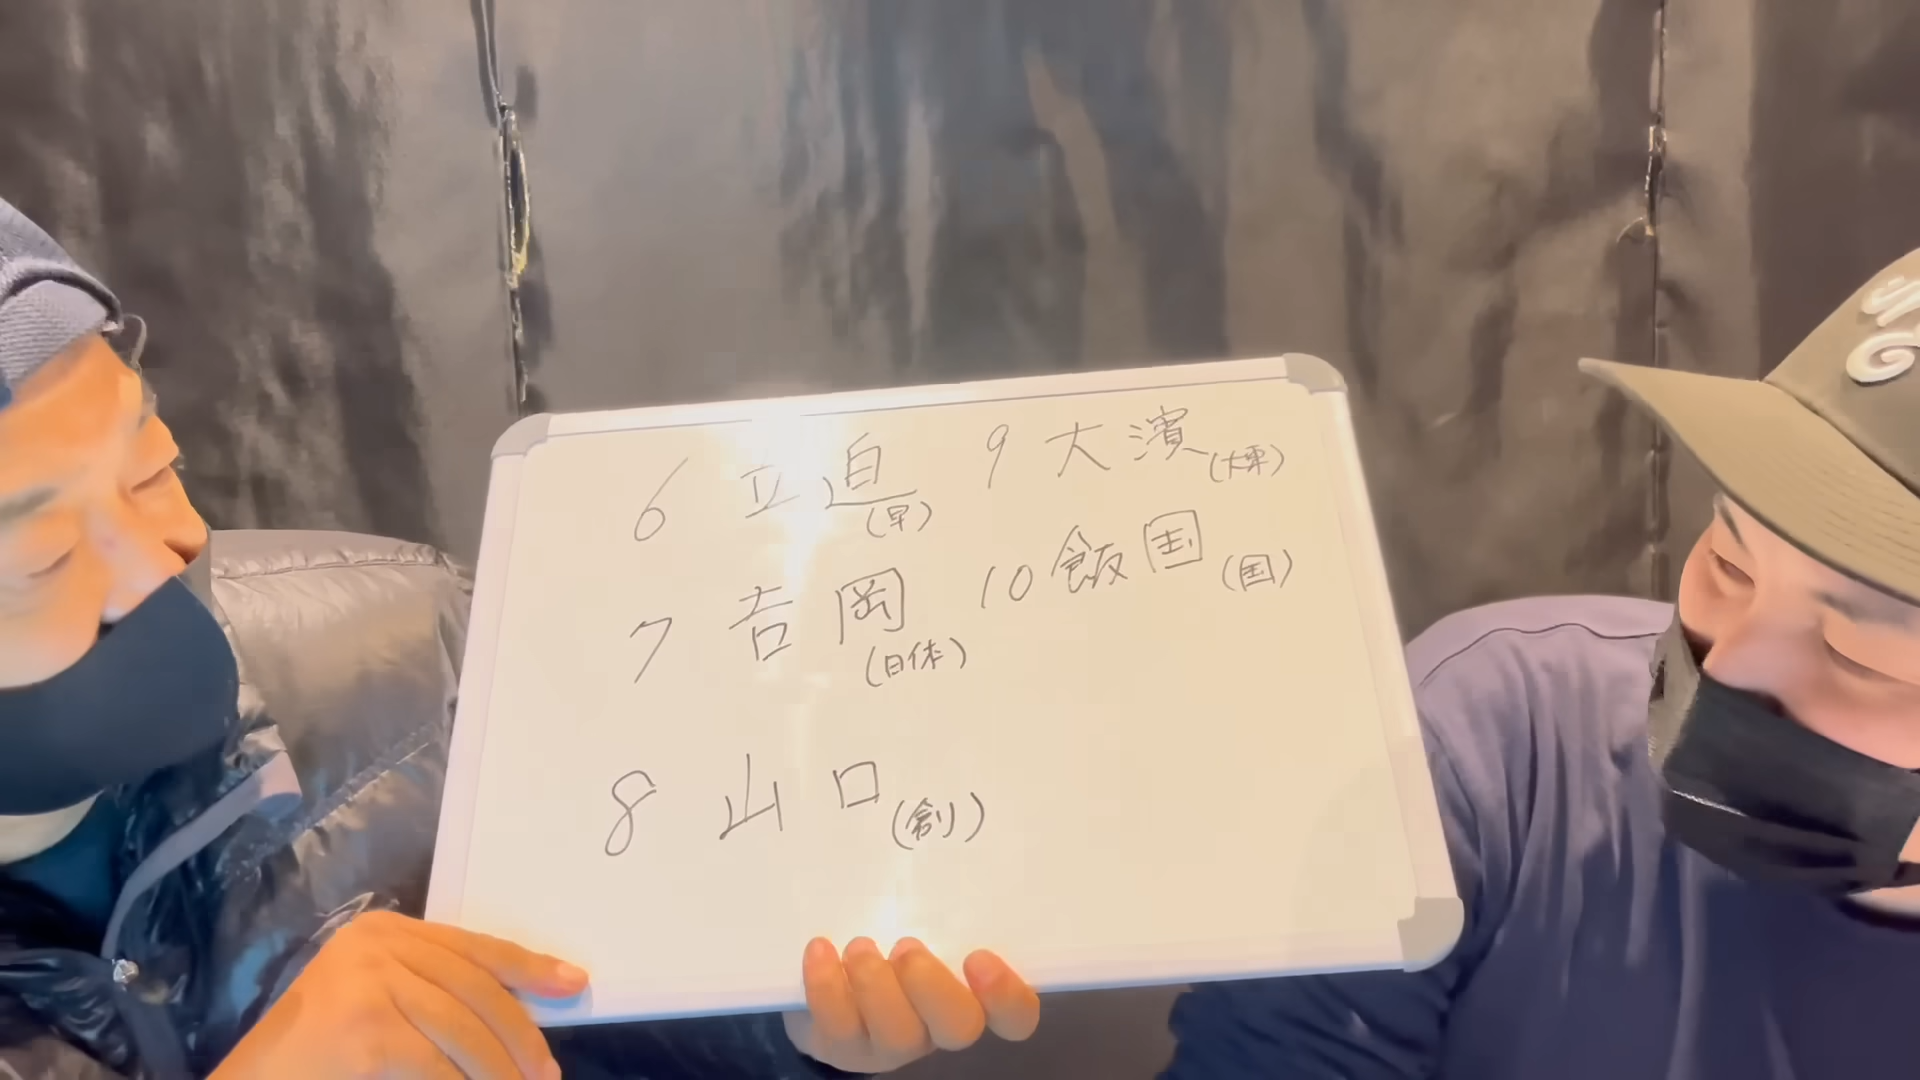 6 立迫(早)
7 吉岡(日体)
8 山口(創)
9 大濱(大東)
10 飯国(国)